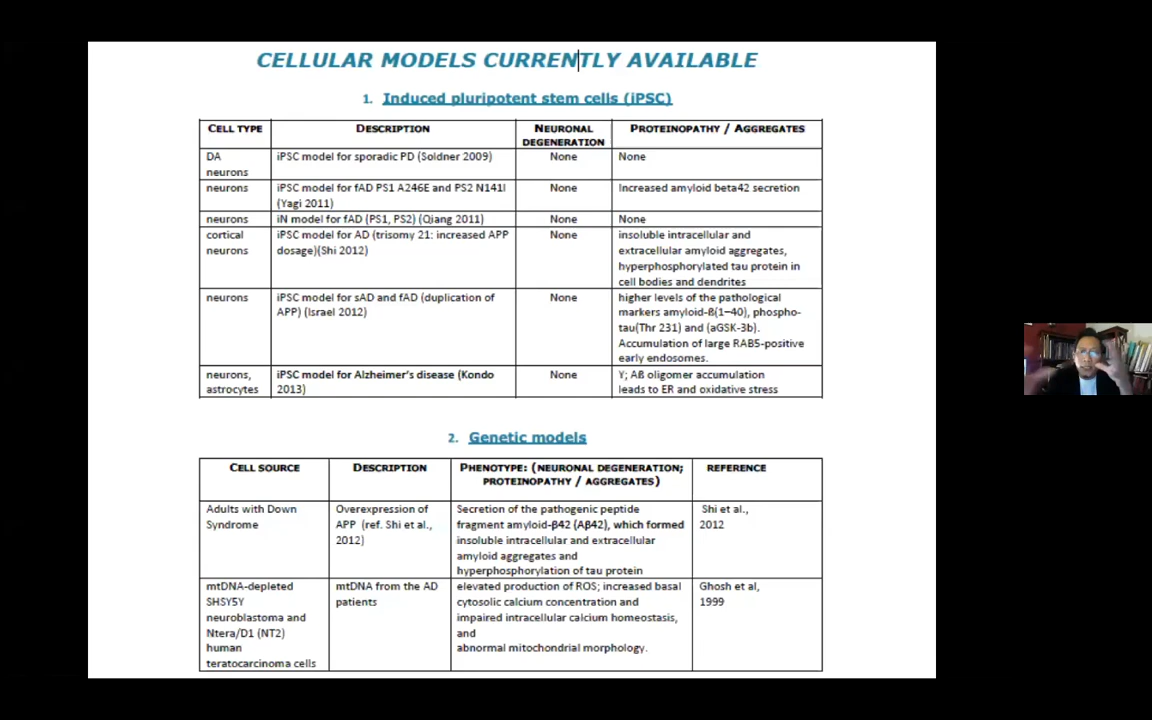 CELLULAR MODELS CURRENTLY AVAILABLE
1. Induced pluripotent stem cells (iPSC)
CELL TYPE DESCRIPTION NEURONAL DEGENERATION PROTEINOPATHY / AGGREGATES
DA neurons iPSC model for sporadic PD (Soldner 2009) None None
neurons iPSC model for fAD PS1 A246E and PS2 N141I (Yagi 2011) None Increased amyloid beta42 secretion
neurons iN model for fAD (PS1, PS2) (Qiang 2011) None None
cortical neurons iPSC model for AD (trisomy 21: increased APP dosage)(Shi 2012) None insoluble intracellular and extracellular amyloid aggregates, hyperphosphorylated tau protein in cell bodies and dendrites
neurons iPSC model for sAD and fAD (duplication of APP) (Israel 2012) None higher levels of the pathological markers amyloid-ß(1–40), phospho-tau(Thr 231) and (aGSK-3b). Accumulation of large RAB5-positive early endosomes.
neurons, astrocytes iPSC model for Alzheimer's disease (Kondo 2013) None Y; Aß oligomer accumulation leads to ER and oxidative stress
2. Genetic models
CELL SOURCE DESCRIPTION PHENOTYPE: (NEURONAL DEGENERATION; PROTEINOPATHY / AGGREGATES) REFERENCE
Adults with Down Syndrome Overexpression of APP (ref. Shi et al., 2012) Secretion of the pathogenic peptide fragment amyloid-β42 (Aβ42), which formed insoluble intracellular and extracellular amyloid aggregates and hyperphosphorylation of tau protein Shi et al., 2012
mtDNA-depleted SHSY5Y neuroblastoma and Ntera/D1 (NT2) human teratocarcinoma cells mtDNA from the AD patients elevated production of ROS; increased basal cytosolic calcium concentration and impaired intracellular calcium homeostasis, and abnormal mitochondrial morphology. Ghosh et al, 1999